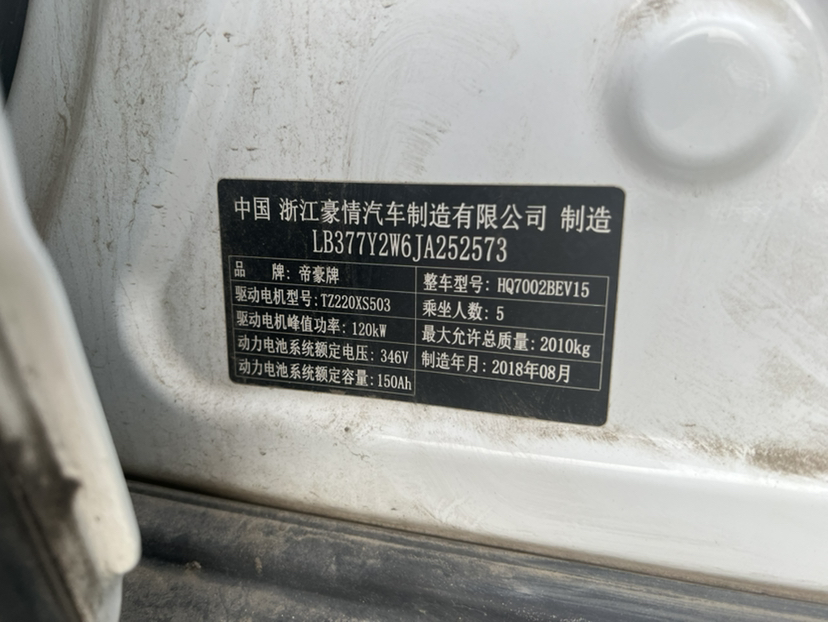 中国 浙江豪情汽车制造有限公司 制造
LB377Y2W6JA252573
品 牌: 帝豪牌
驱动电机型号: TZ220XS503
驱动电机峰值功率: 120kW
动力电池系统额定电压: 346V
动力电池系统额定容量: 150Ah
整车型号: HQ7002BEV15
乘坐人数: 5
最大允许总质量: 2010kg
制造年月: 2018年08月